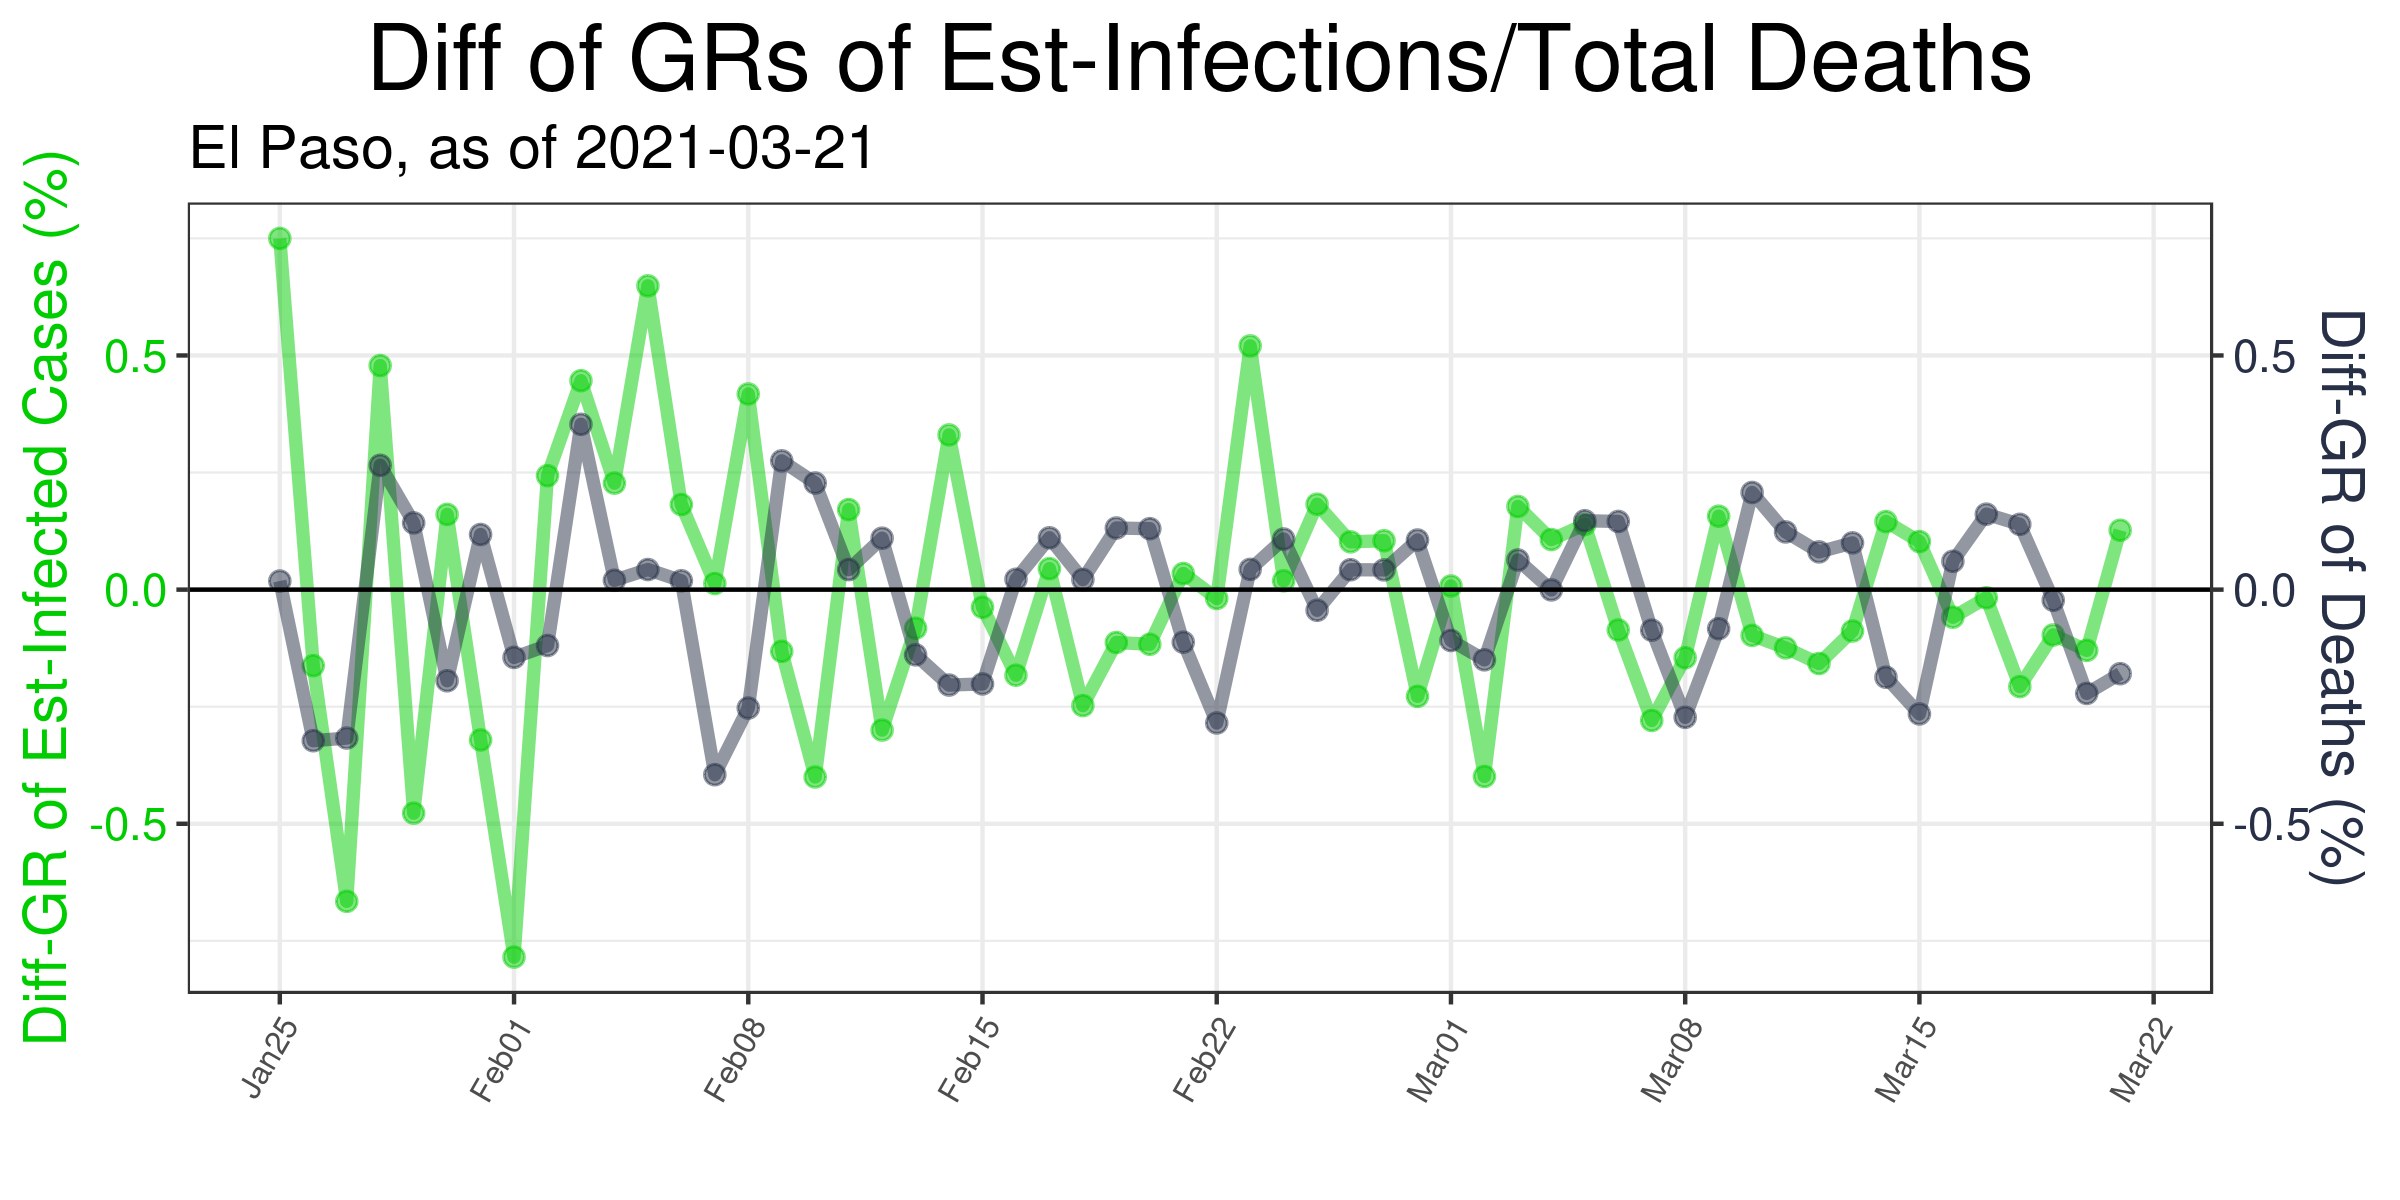 Diff of GRs of Est-Infections/Total Deaths
El Paso, as of 2021-03-21
Diff-GR of Est-Infected Cases (%)
0.5
0.0
-0.5
0.5
0.0
-0.5
Diff-GR of Deaths (%)
Jan25
Feb01
Feb08
Feb15
Feb22
Mar01
Mar08
Mar15
Mar22